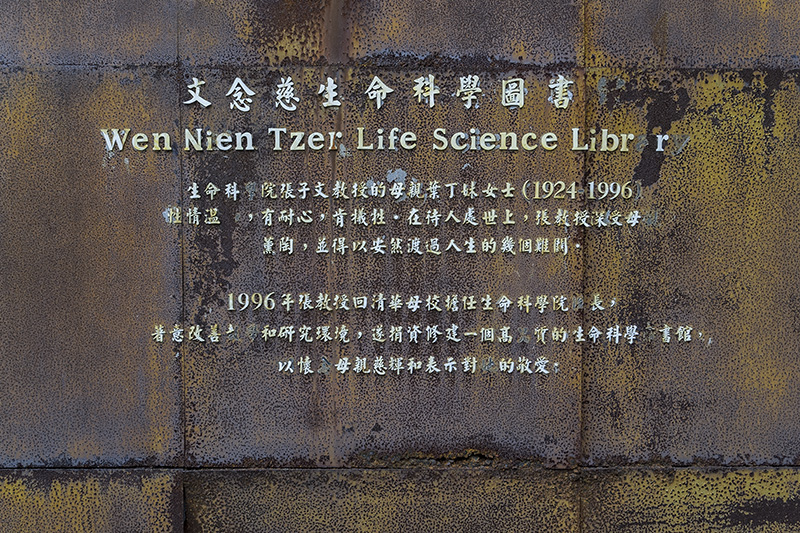 文念慈生命科學圖書
Wen Nien Tzer Life Science Library
生命科學院張子文教授的母親葉丁妹女士(1924-1996)
性情溫，有耐心，肯犧牲。在待人處世上，張教授深受母
薰陶，並得以安然渡過人生的幾個難關。
1996年張教授回清華母校擔任生命科學院長，
著意改善和研究環境，遂捐資修建一個高質的生命科學書館，
以懷母親慈輝和表示對的敬愛。